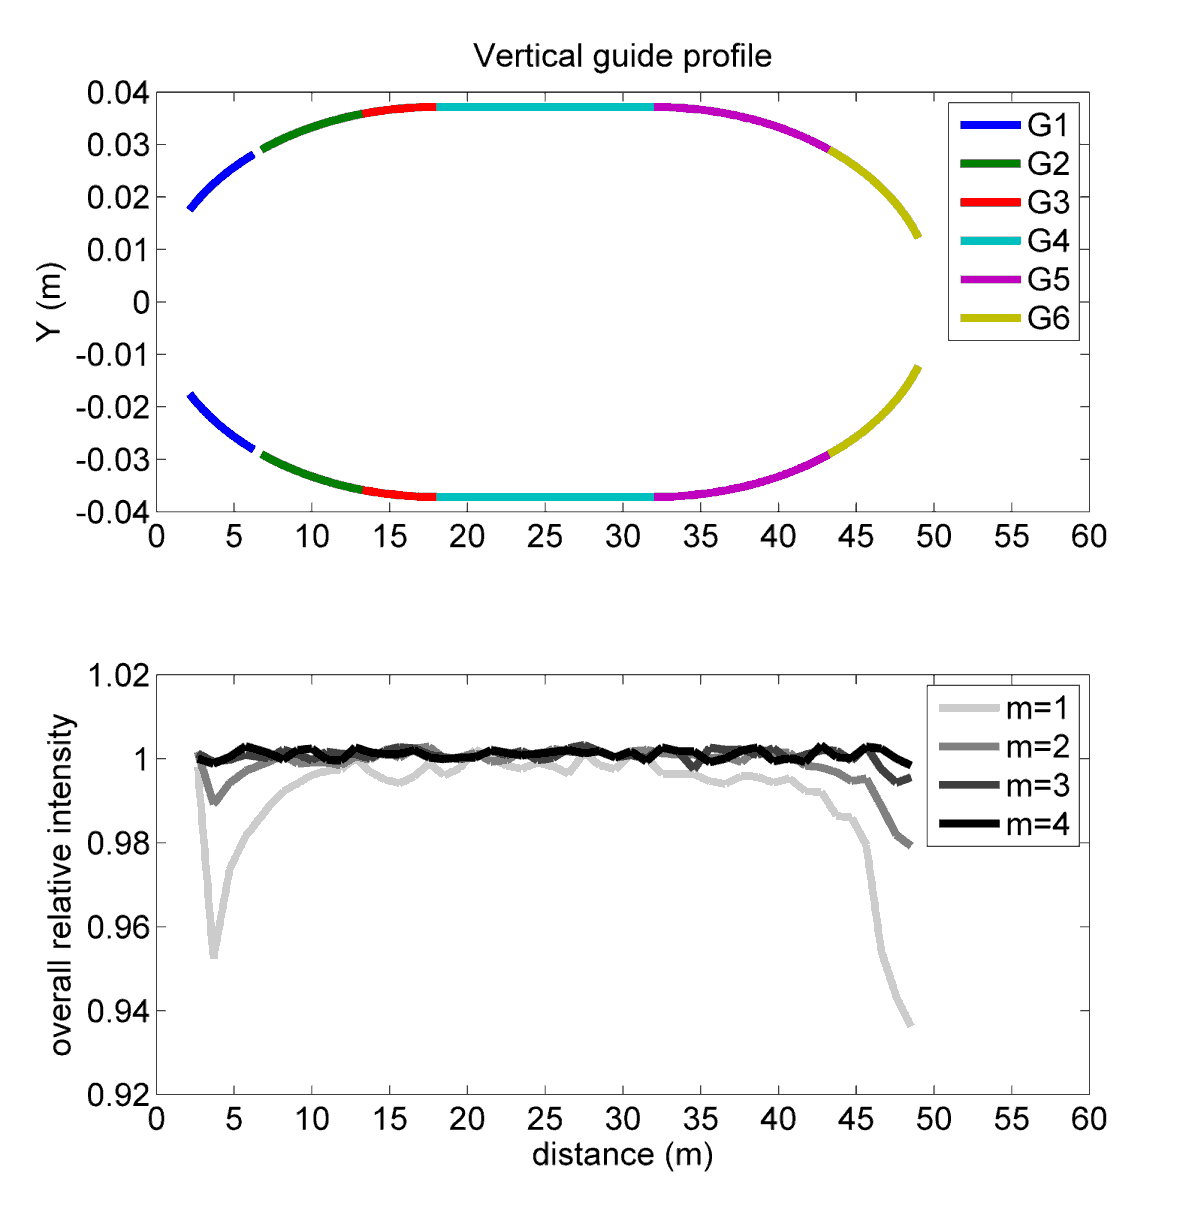 Vertical guide profile
0.04
0.03
0.02
0.01
0
-0.01
-0.02
-0.03
-0.04
Y (m)
0 5 10 15 20 25 30 35 40 45 50 55 60
G1
G2
G3
G4
G5
G6
1.02
1
0.98
0.96
0.94
0.92
overall relative intensity
0 5 10 15 20 25 30 35 40 45 50 55 60
distance (m)
m=1
m=2
m=3
m=4